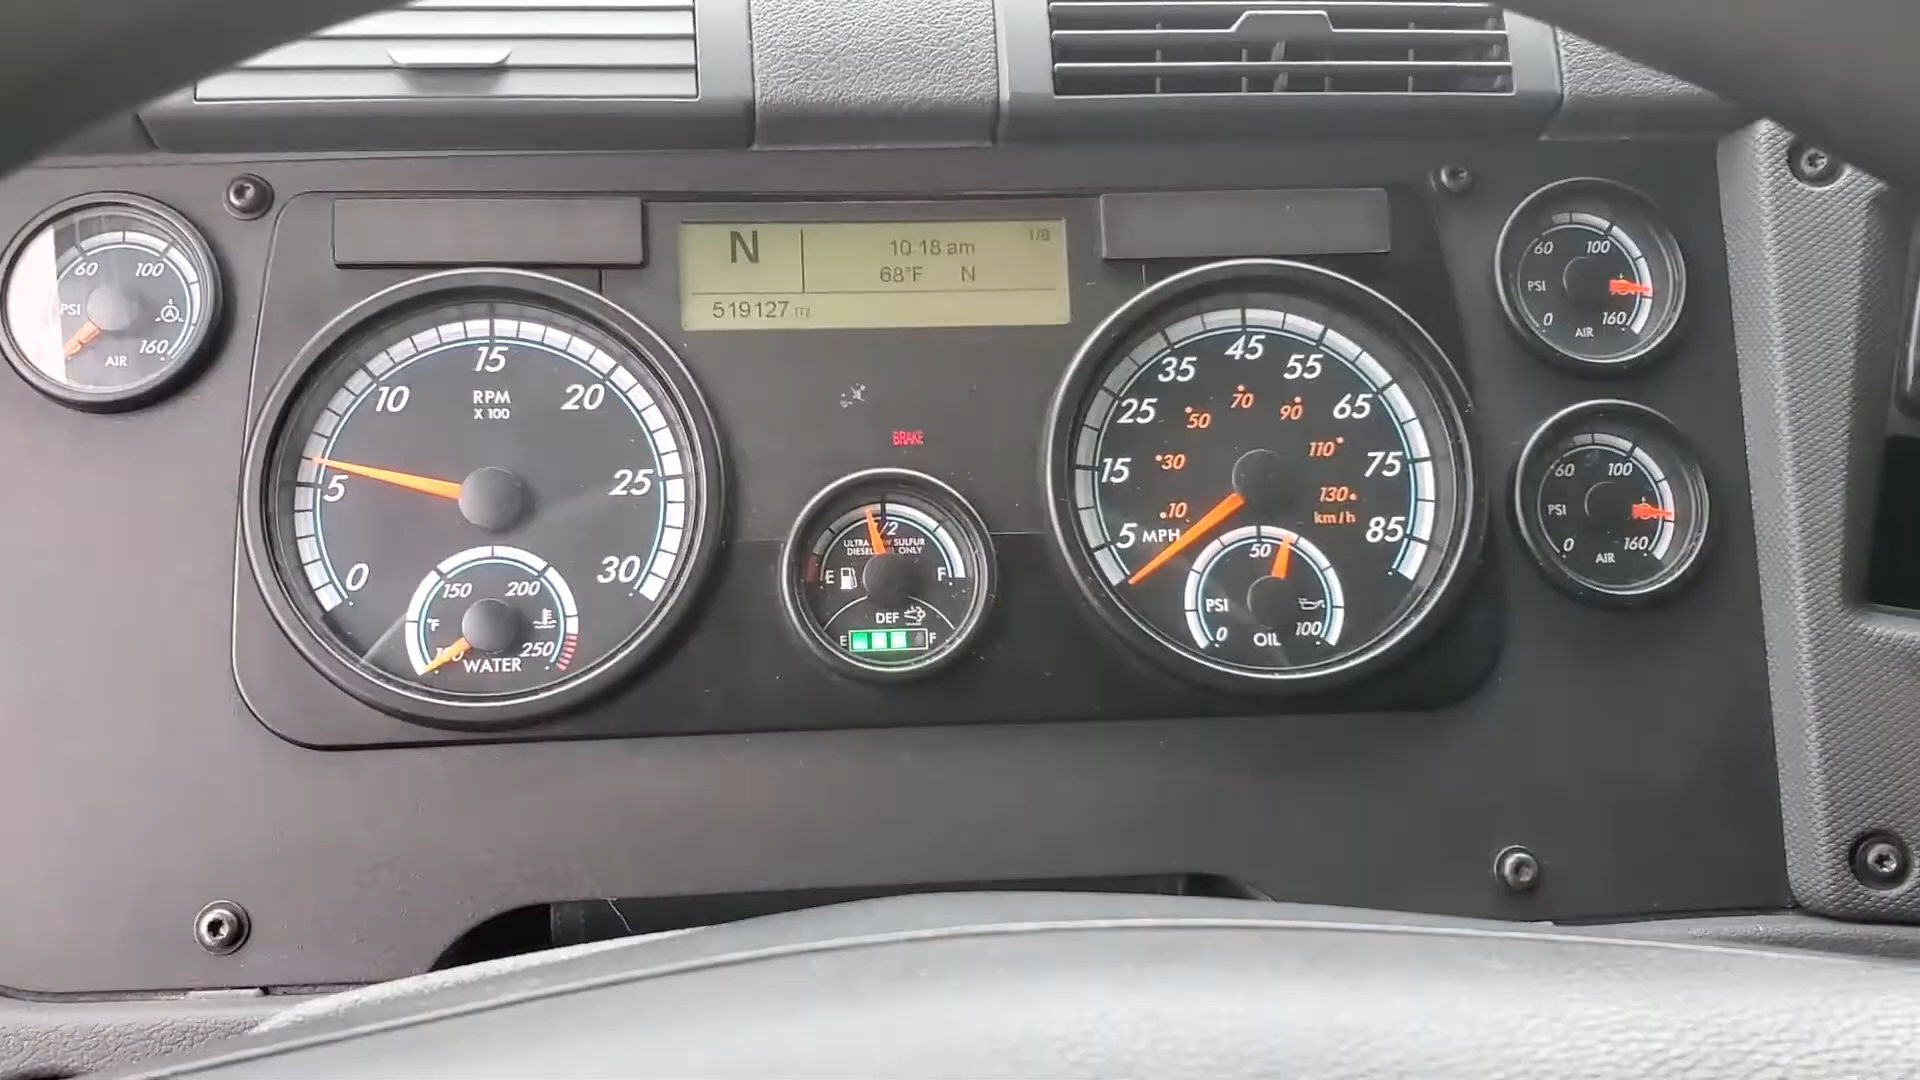 60 100
PSI
160
AIR
15
10 20
RPM
X 100
5 25
0 30
150 200
°F
250
WATER
N
10:18 am
68°F N
1/8
519127
BRAKE
1/2
E F
DEF
E F
45
35 55
25 65
50 70 90
15 75
30 110
10 130
km/h
5 MPH 85
50
PSI
0 100
OIL
60 100
PSI
0 160
AIR
60 100
PSI
0 160
AIR